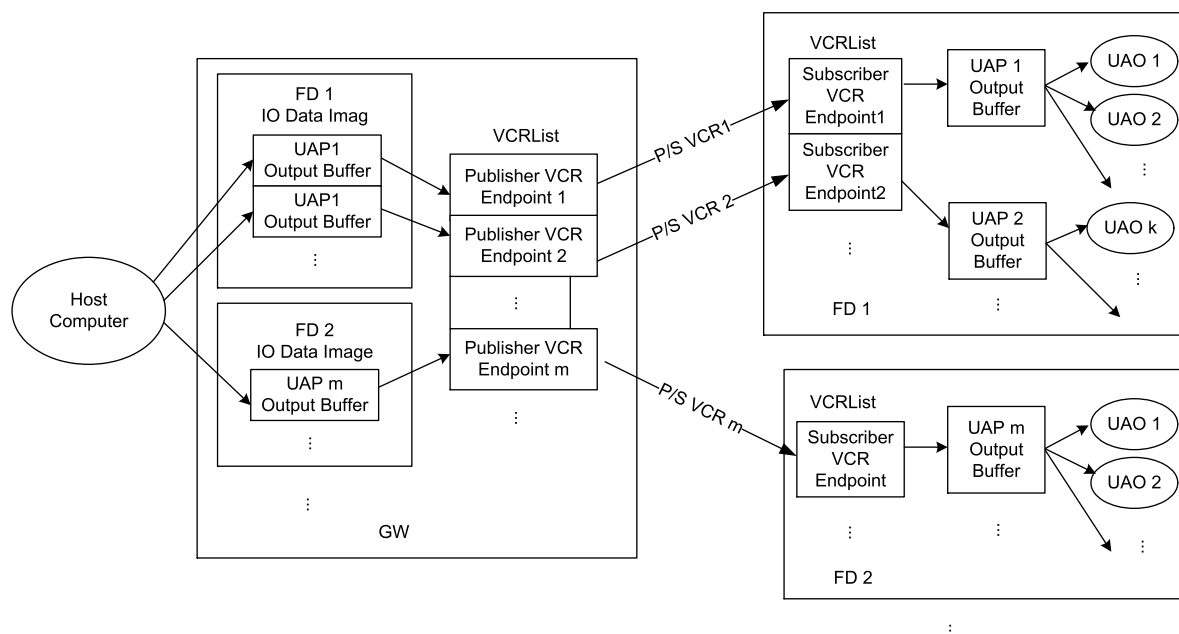 Host
Computer
FD 1
IO Data Imag
UAP1
Output Buffer
UAP1
Output Buffer
FD 2
IO Data Image
UAP m
Output Buffer
VCRList
Publisher VCR
Endpoint 1
Publisher VCR
Endpoint 2
Publisher VCR
Endpoint m
GW
P/S VCR1
P/S VCR 2
P/S VCR m
VCRList
Subscriber
VCR
Endpoint1
Subscriber
VCR
Endpoint2
UAP 1
Output
Buffer
UAO 1
UAO 2
UAP 2
Output
Buffer
UAO k
FD 1
VCRList
Subscriber
VCR
Endpoint
UAP m
Output
Buffer
UAO 1
UAO 2
FD 2